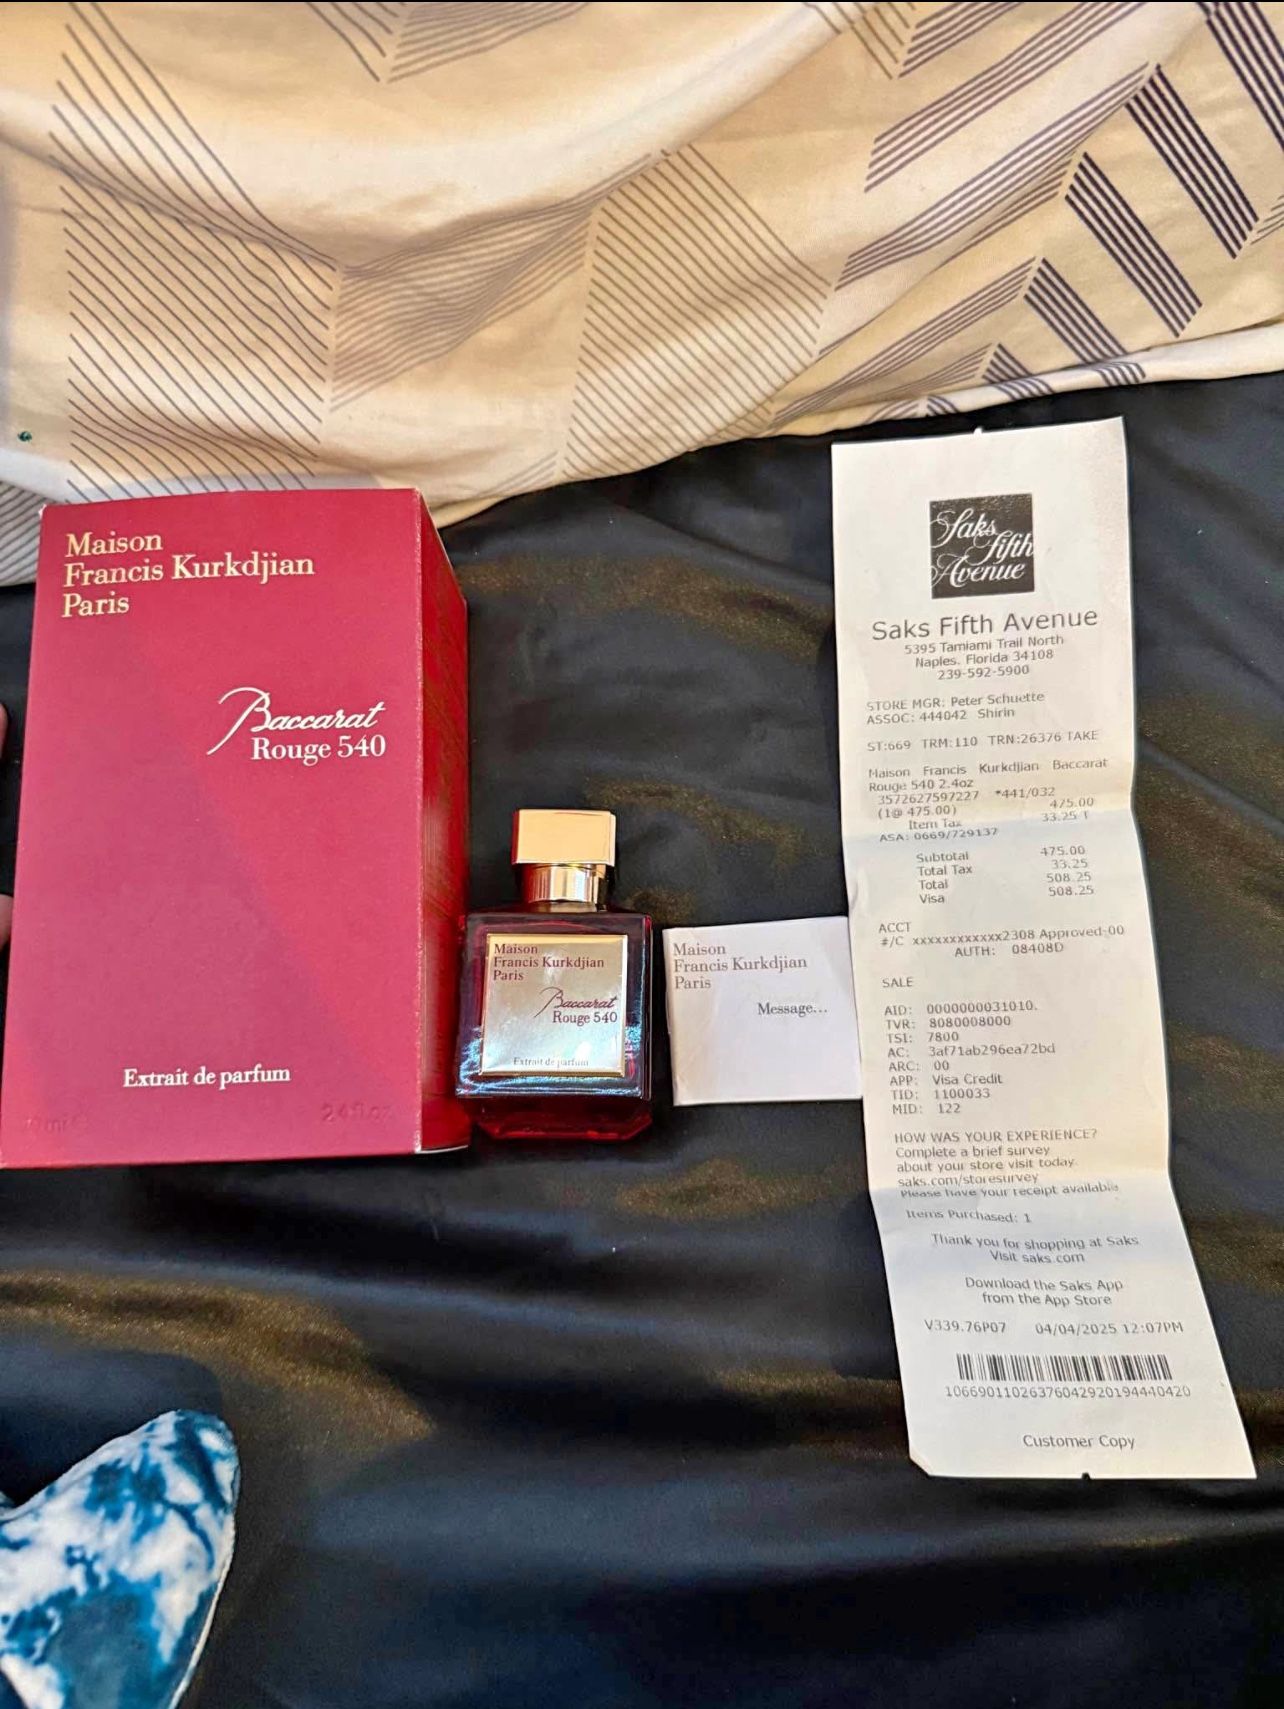 Maison
Francis Kurkdjian
Paris
Baccarat
Rouge 540
Extrait de parfum
2.4 fl.oz
Maison
Francis Kurkdjian
Paris
Baccarat
Rouge 540
Extrait de parfum
Maison
Francis Kurkdjian
Paris
Message...
Saks
Fifth
Avenue
Saks Fifth Avenue
5395 Tamiami Trail North
Naples. Florida 34108
239-592-5900
STORE MGR: Peter Schuette
ASSOC: 444042 Shirin
ST:669 TRM:110 TRN:26376 TAKE
Maison Francis Kurkdjian Baccarat
Rouge 540 2.4oz
3572627597227 *441/032
(1@ 475.00) 475.00
Item Tax 33.25 T
ASA: 0669/729137
Subtotal 475.00
Total Tax 33.25
Total 508.25
Visa 508.25
ACCT
#/C xxxxxxxxxxxx2308 Approved-00
AUTH: 08408D
SALE
AID: 0000000031010.
TVR: 8080008000
TSI: 7800
AC: 3af71ab296ea72bd
ARC: 00
APP: Visa Credit
TID: 1100033
MID: 122
HOW WAS YOUR EXPERIENCE?
Complete a brief survey
about your store visit today.
saks.com/storesurvey
Please have your receipt available
Items Purchased: 1
Thank you for shopping at Saks
Visit saks.com
Download the Saks App
from the App Store
V339.76P07 04/04/2025 12:07PM
10669011026376042920194440420
Customer Copy